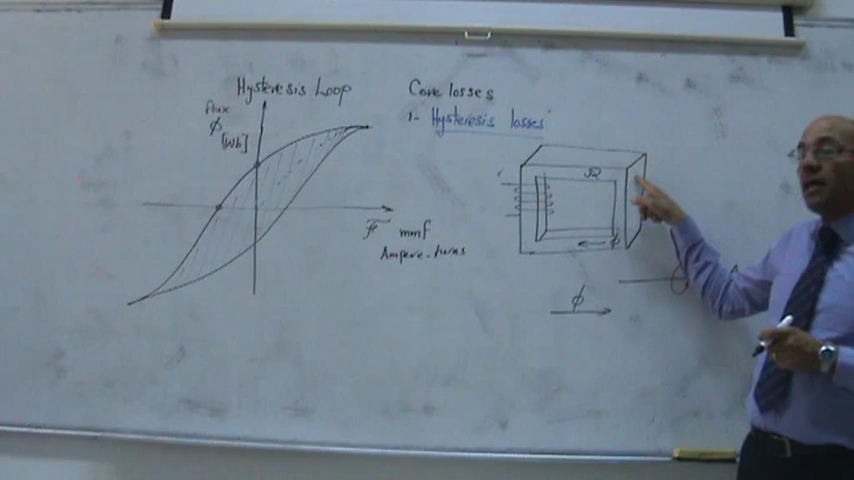 Hysteresis Loop
flux
φ
[Wb]
mmf
Ampere-turns
Core losses
1- Hysteresis losses
φ
φ